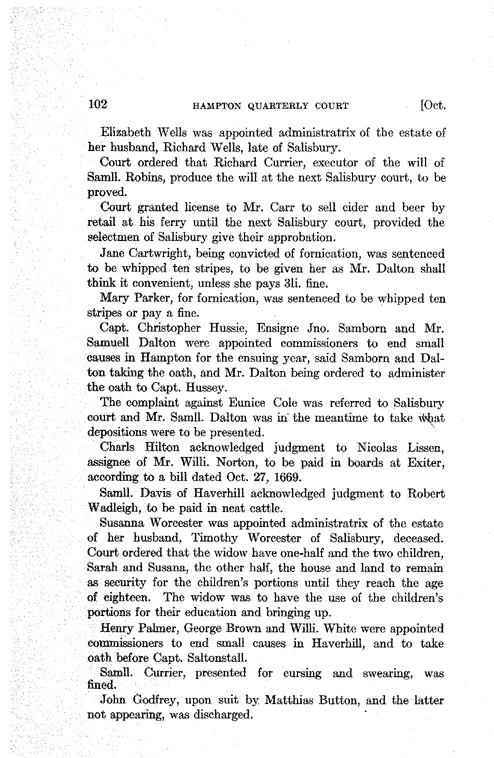 102 HAMPTON QUARTERLY COURT [Oct.
Elizabeth Wells was appointed administratrix of the estate of
her husband, Richard Wells, late of Salisbury.
Court ordered that Richard Currier, executor of the will of
Samll. Robins, produce the will at the next Salisbury court, to be
proved.
Court granted license to Mr. Carr to sell cider and beer by
retail at his ferry until the next Salisbury court, provided the
selectmen of Salisbury give their approbation.
Jane Cartwright, being convicted of fornication, was sentenced
to be whipped ten stripes, to be given her as Mr. Dalton shall
think it convenient, unless she pays 3li. fine.
Mary Parker, for fornication, was sentenced to be whipped ten
stripes or pay a fine.
Capt. Christopher Hussie, Ensigne Jno. Samborn and Mr.
Samuell Dalton were appointed commissioners to end small
causes in Hampton for the ensuing year, said Samborn and Dal-
ton taking the oath, and Mr. Dalton being ordered to administer
the oath to Capt. Hussey.
The complaint against Eunice Cole was referred to Salisbury
court and Mr. Samll. Dalton was in the meantime to take what
depositions were to be presented.
Charls Hilton acknowledged judgment to Nicolas Lissen,
assignee of Mr. Willi. Norton, to be paid in boards at Exiter,
according to a bill dated Oct. 27, 1669.
Samll. Davis of Haverhill acknowledged judgment to Robert
Wadleigh, to be paid in neat cattle.
Susanna Worcester was appointed administratrix of the estate
of her husband, Timothy Worcester of Salisbury, deceased.
Court ordered that the widow have one-half and the two children,
Sarah and Susana, the other half, the house and land to remain
as security for the children's portions until they reach the age
of eighteen. The widow was to have the use of the children's
portions for their education and bringing up.
Henry Palmer, George Brown and Willi. White were appointed
commissioners to end small causes in Haverhill, and to take
oath before Capt. Saltonstall.
Samll. Currier, presented for cursing and swearing, was
fined.
John Godfrey, upon suit by Matthias Button, and the latter
not appearing, was discharged.